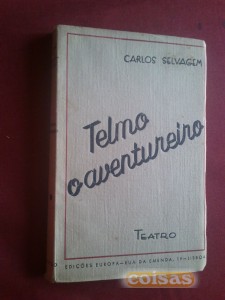 CARLOS SELVAGEM
Telmo
o aventureiro
TEATRO
EDIÇÕES EUROPA-RUA DA EMENDA,
coisas